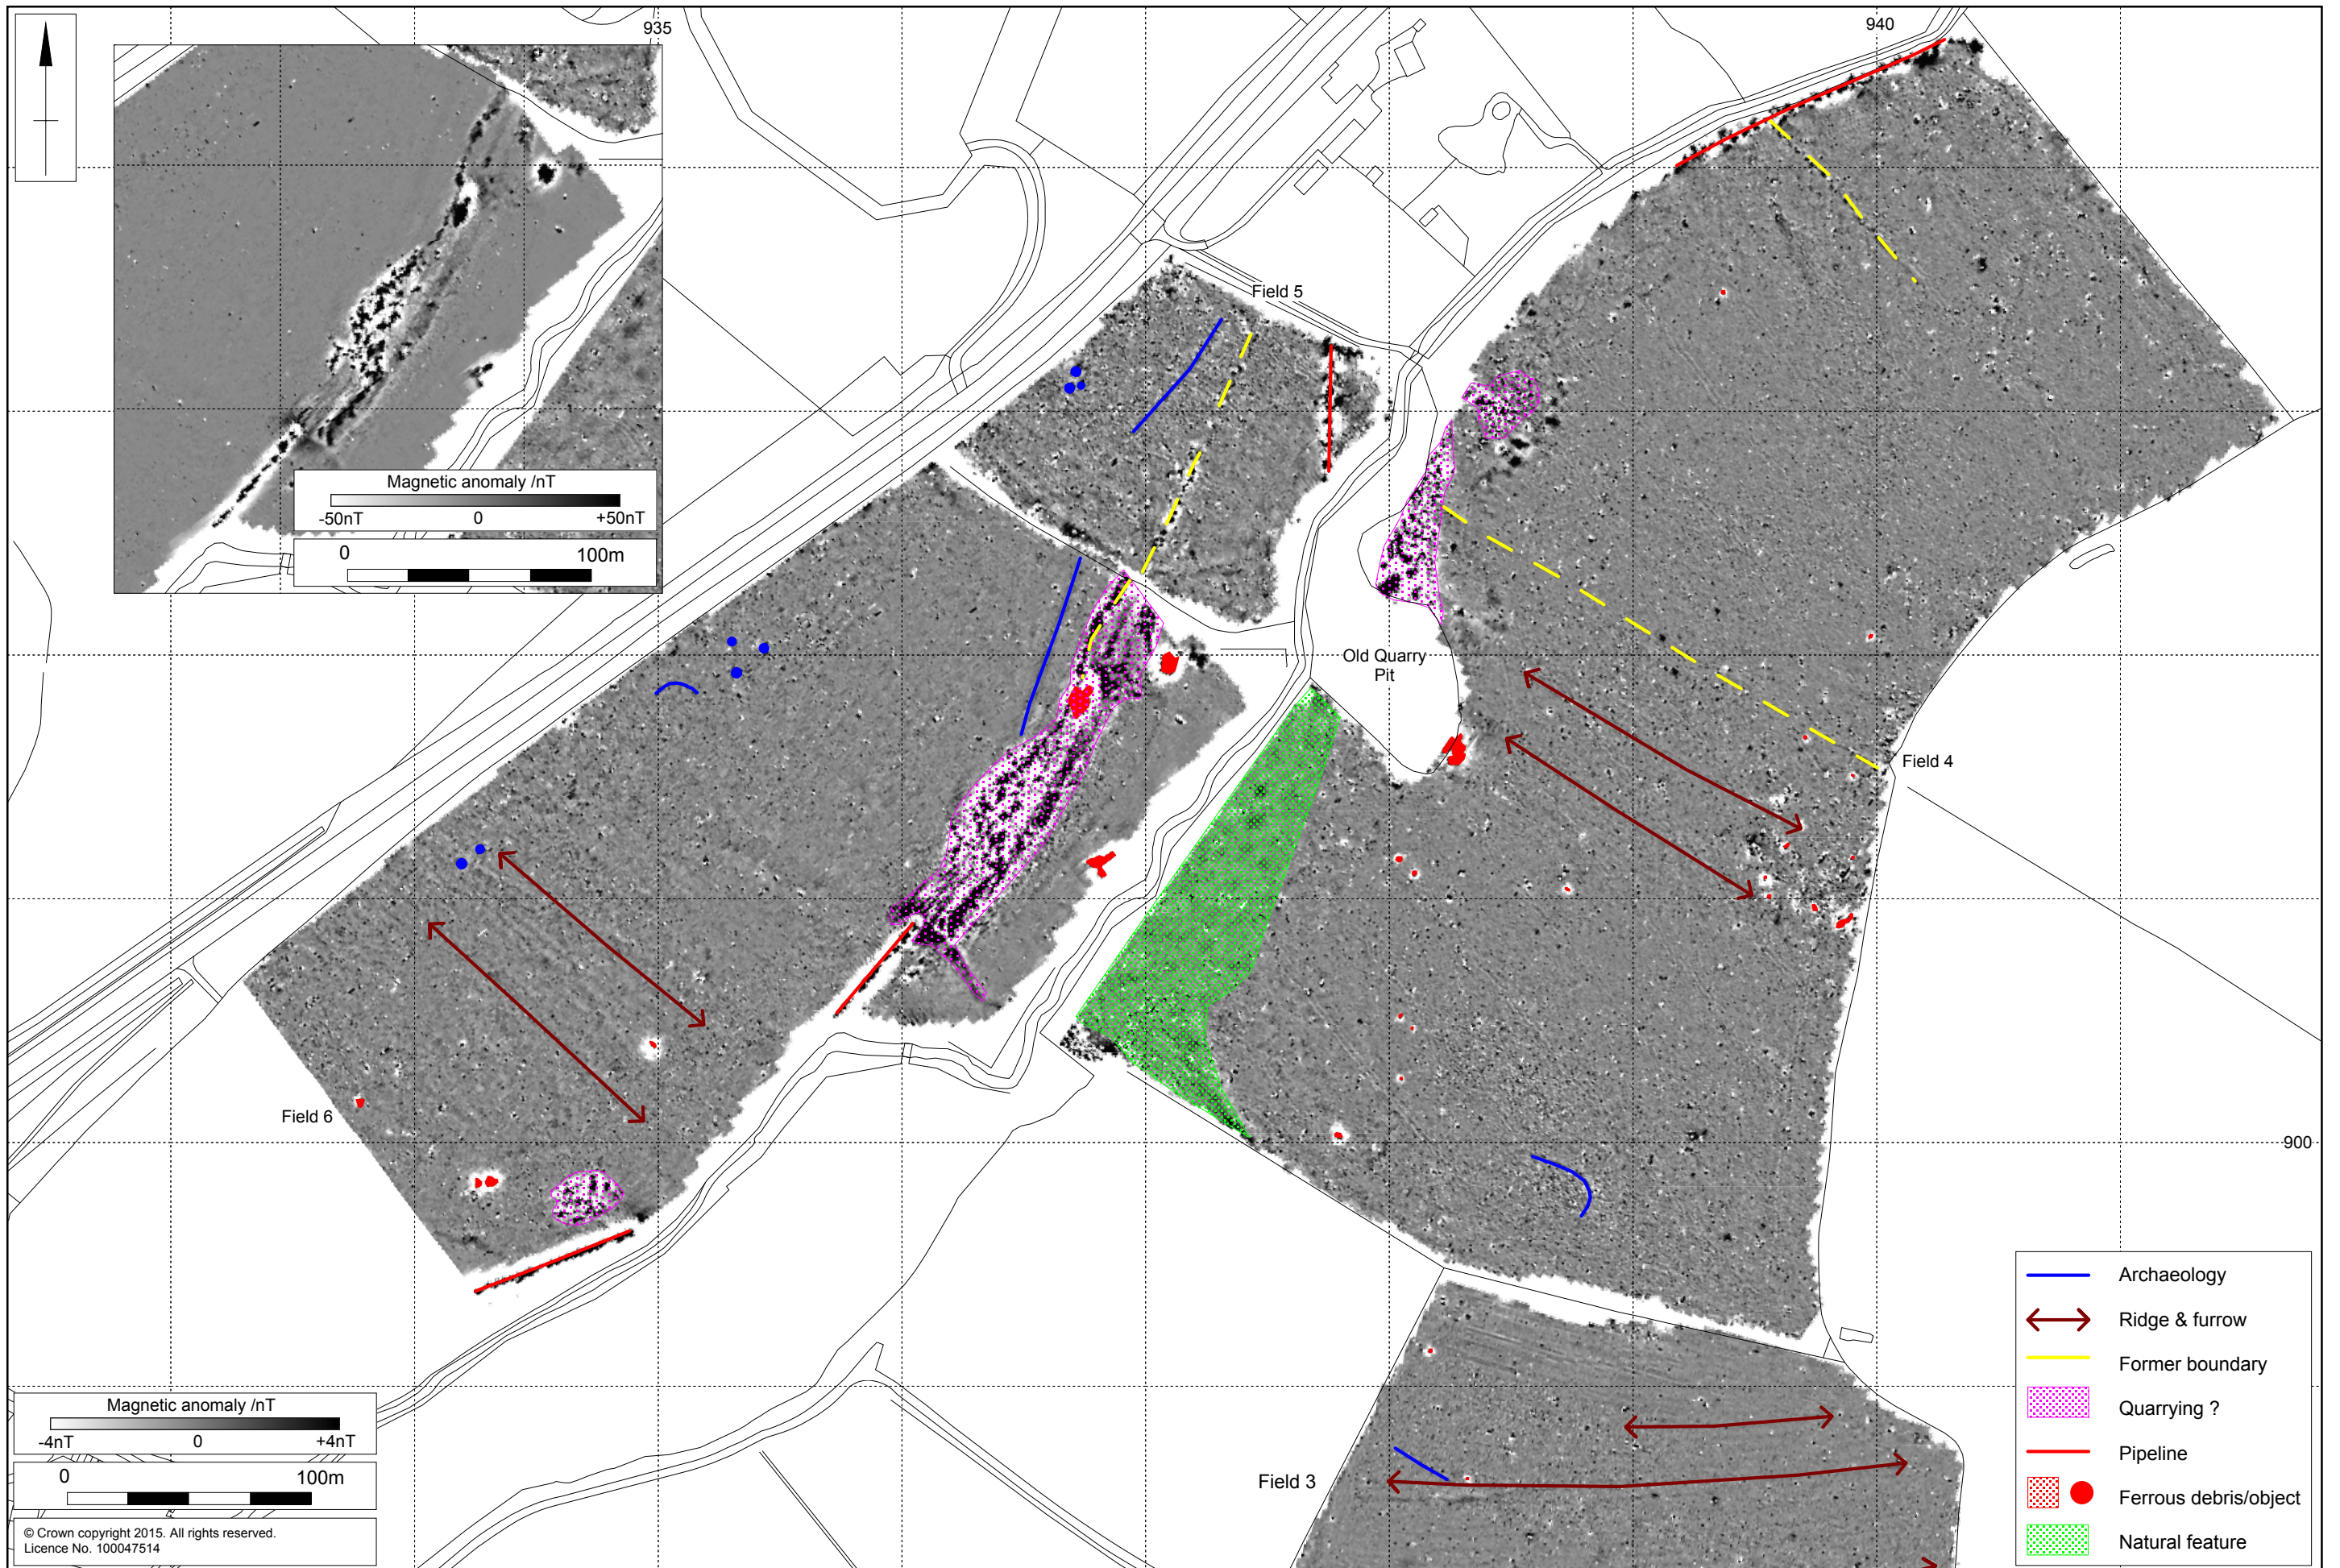 935
940
Magnetic anomaly /nT
-50nT 0 +50nT
0 100m
Field 5
Old Quarry
Pit
Field 4
Field 6
900
Field 3
Magnetic anomaly /nT
-4nT 0 +4nT
0 100m
© Crown copyright 2015. All rights reserved.
Licence No. 100047514
Archaeology
Ridge & furrow
Former boundary
Quarrying ?
Pipeline
Ferrous debris/object
Natural feature